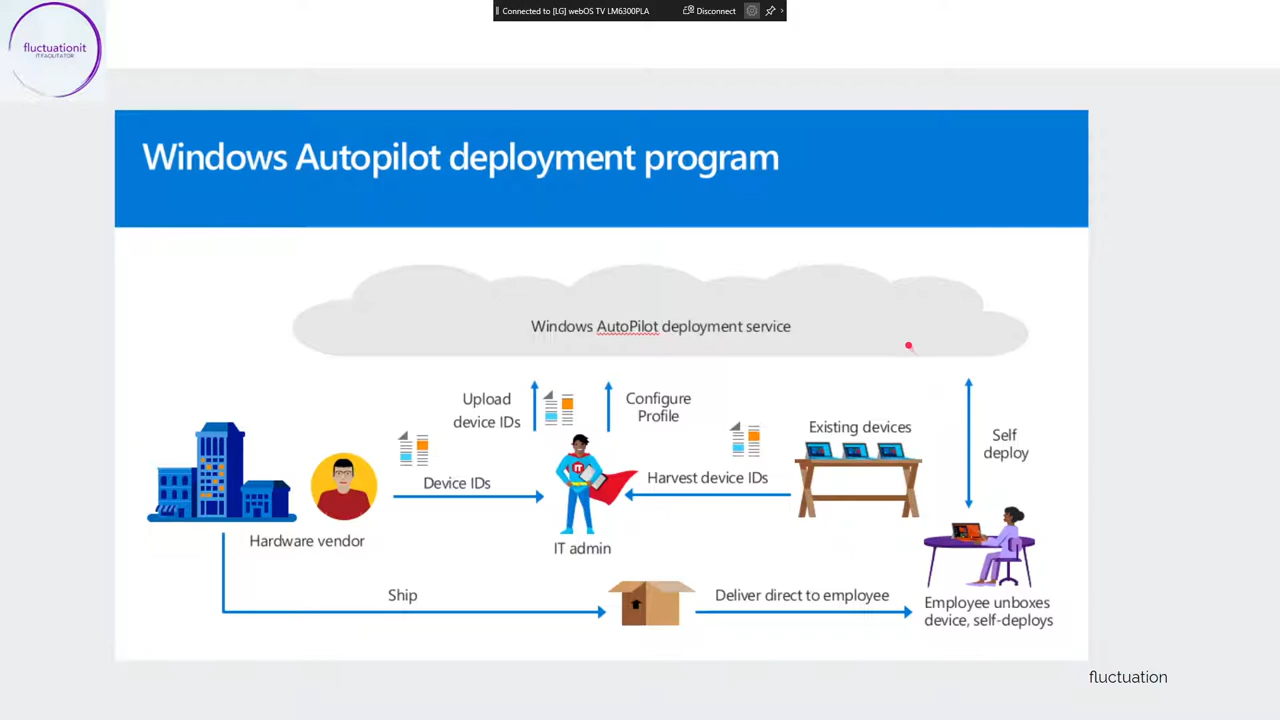 Connected to [LG] webOS TV LM6300PLA
Disconnect
fluctuationit
IT FACILITATOR
Windows Autopilot deployment program
Windows AutoPilot deployment service
Upload
device IDs
Configure
Profile
Existing devices
Self
deploy
Device IDs
Harvest device IDs
IT
Hardware vendor
IT admin
Ship
Deliver direct to employee
Employee unboxes
device, self-deploys
fluctuation